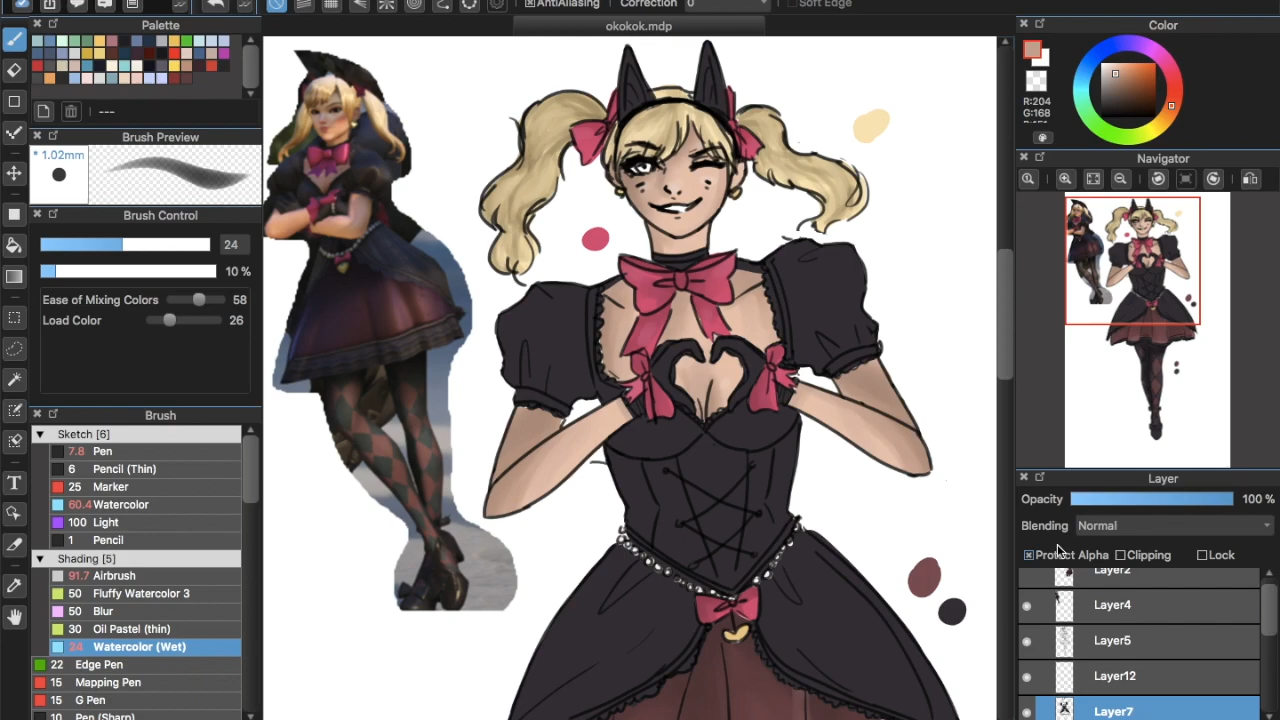 AntiAliasing
Correction
0
Soft Edge
Palette
okokok.mdp
Color
---
R:204
G:168
Brush Preview
* 1.02mm
Navigator
Brush Control
24
10 %
Ease of Mixing Colors 58
Load Color 26
Brush
Sketch [6]
7.8 Pen
6 Pencil (Thin)
25 Marker
60.4 Watercolor
100 Light
1 Pencil
Shading [5]
91.7 Airbrush
50 Fluffy Watercolor 3
50 Blur
30 Oil Pastel (thin)
24 Watercolor (Wet)
22 Edge Pen
15 Mapping Pen
15 G Pen
10 Pen (Sharp)
Layer
Opacity 100 %
Blending Normal
Protect Alpha Clipping Lock
Layer2
Layer4
Layer5
Layer12
Layer7